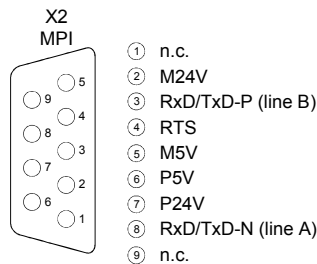 X2
MPI
5
9
4
8
3
7
2
6
1
① n.c.
② M24V
③ RxD/TxD-P (line B)
④ RTS
⑤ M5V
⑥ P5V
⑦ P24V
⑧ RxD/TxD-N (line A)
⑨ n.c.